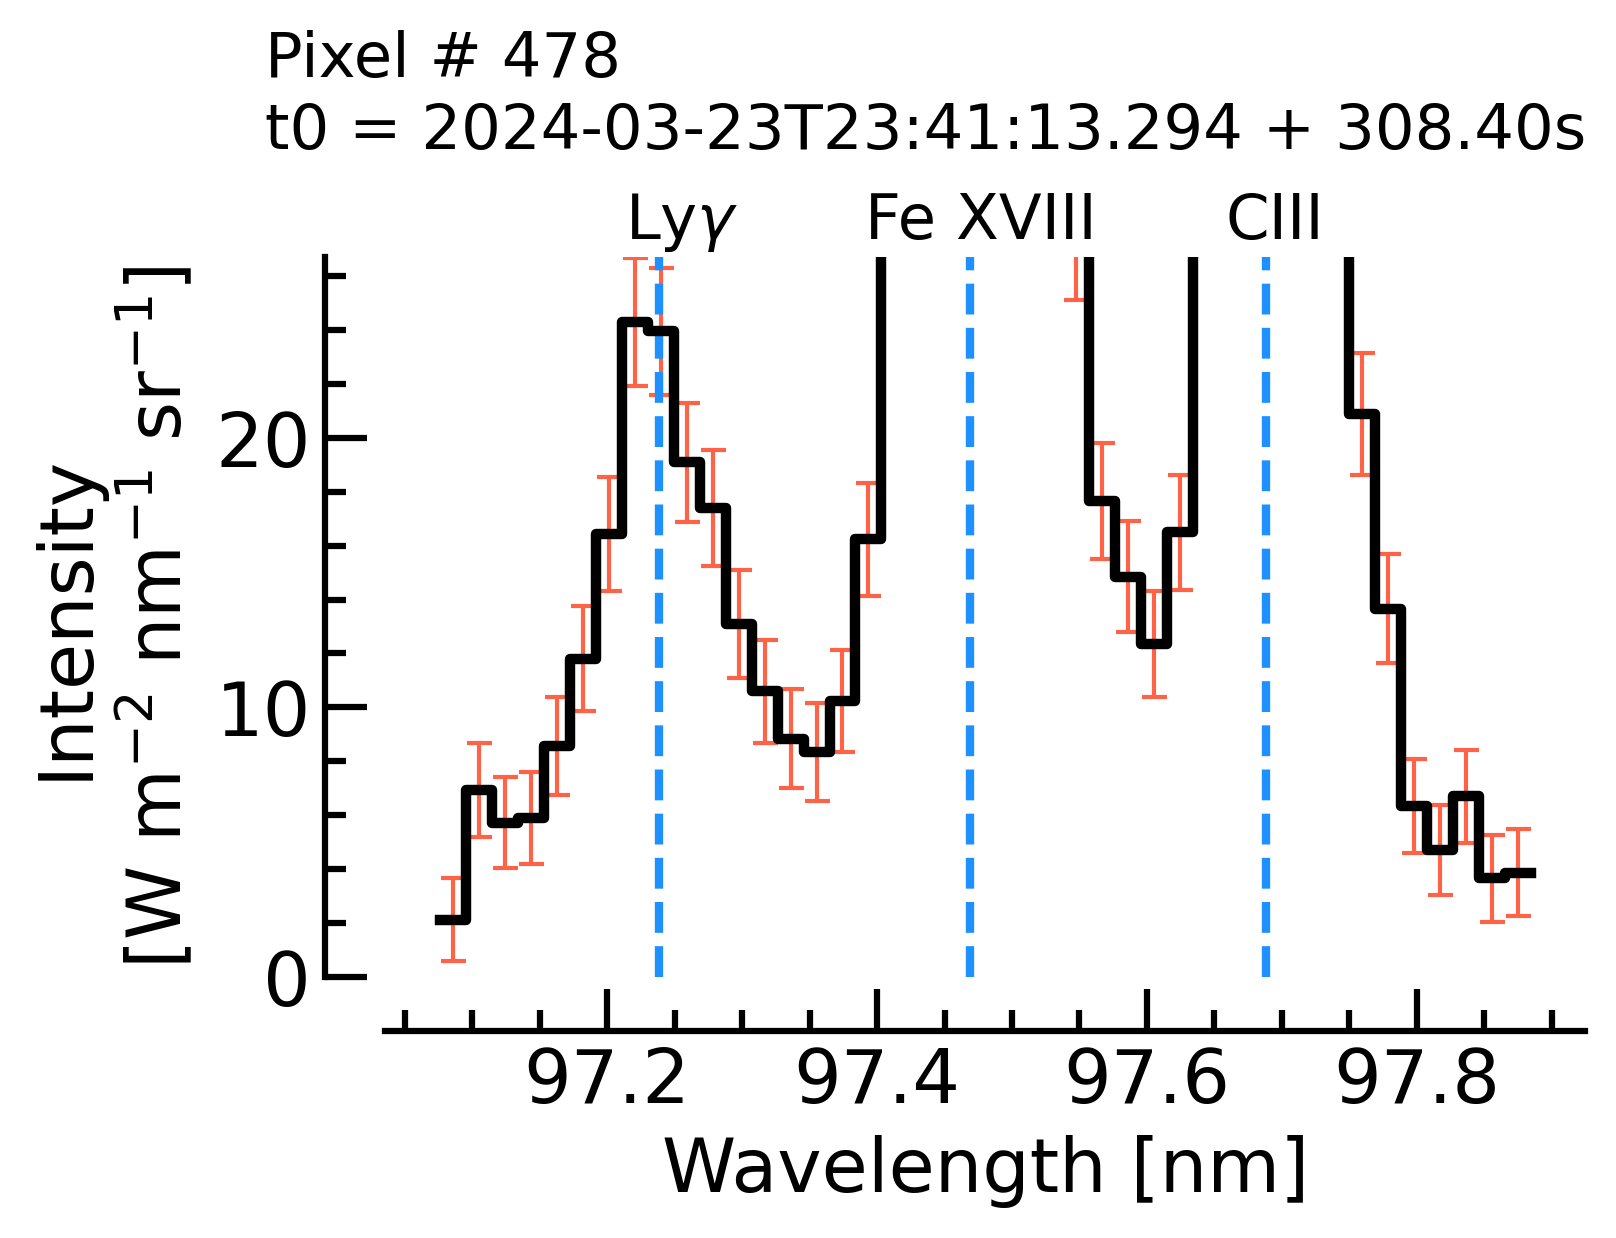 Pixel # 478
t0 = 2024-03-23T23:41:13.294 + 308.40s
Lyγ Fe XVIII CIII
Intensity
[W m⁻² nm⁻¹ sr⁻¹]
20
10
0
97.2 97.4 97.6 97.8
Wavelength [nm]